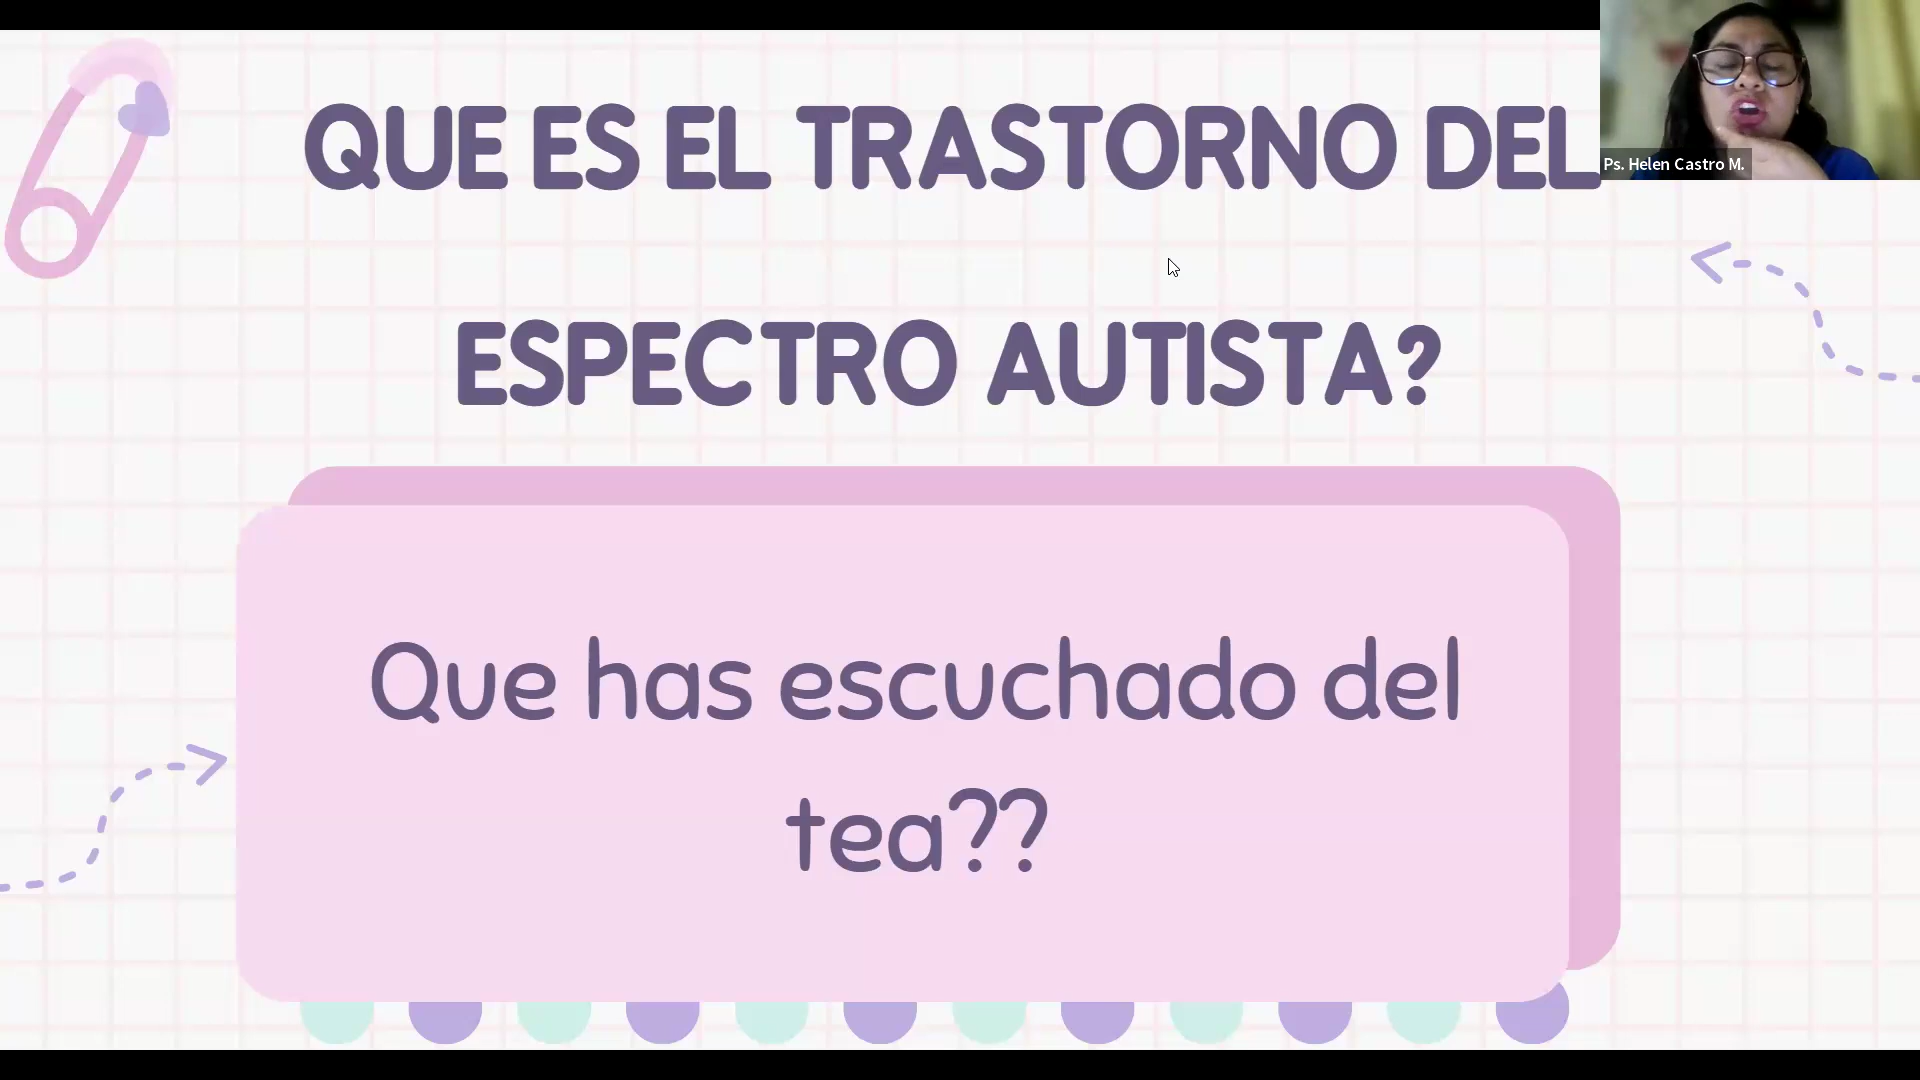 QUE ES EL TRASTORNO DEL
Ps. Helen Castro M.
ESPECTRO AUTISTA?
Que has escuchado del
tea??